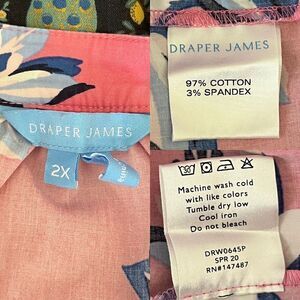 DRAPER JAMES
2X
DRAPER JAMES
97% COTTON
3% SPANDEX
30
Machine wash cold
with like colors
Tumble dry low
Cool iron
Do not bleach
DRW0645P
SPR 20
RN#147487